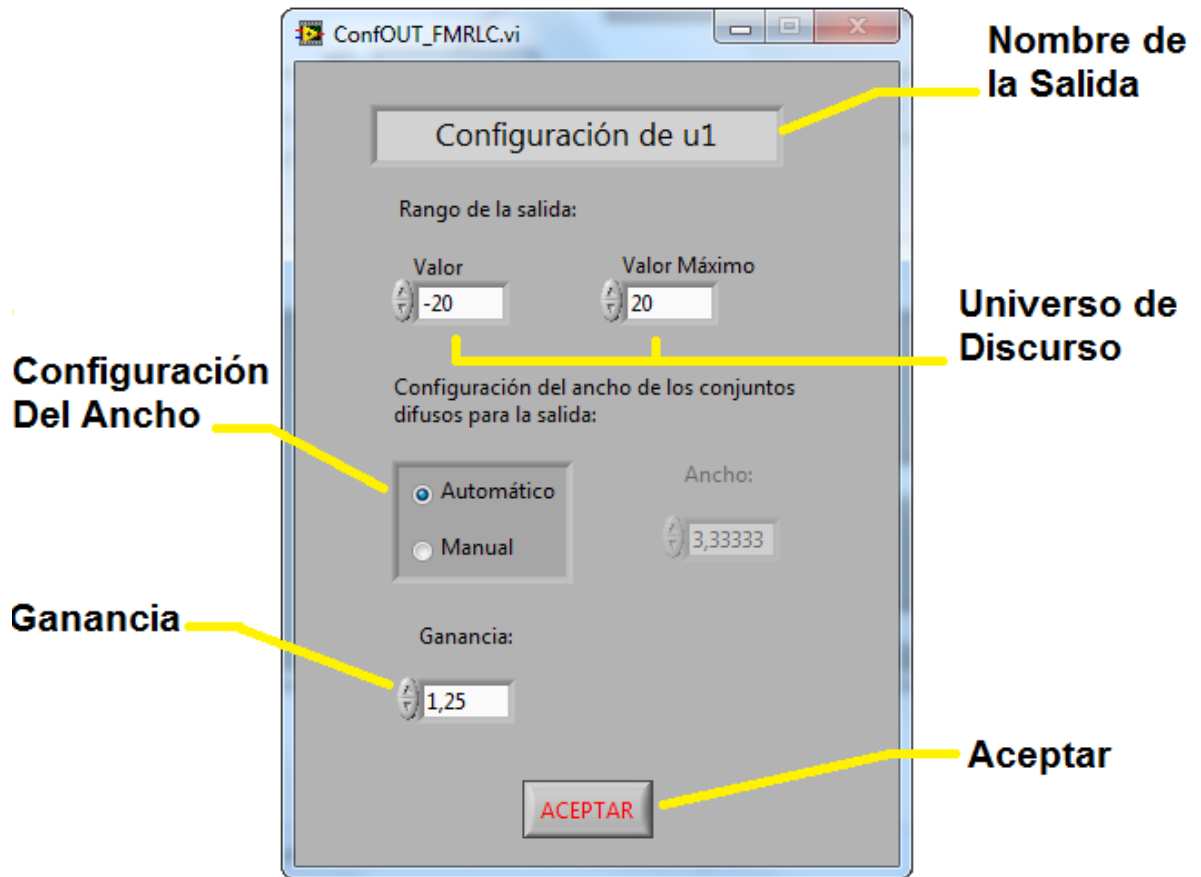 ConfOUT_FMRLC.vi
Nombre de
la Salida
Configuración de u1
Rango de la salida:
Valor
Valor Máximo
-20
20
Universo de
Discurso
Configuración
Del Ancho
Configuración del ancho de los conjuntos
difusos para la salida:
Automático
Manual
Ancho:
3,33333
Ganancia
Ganancia:
1,25
Aceptar
ACEPTAR